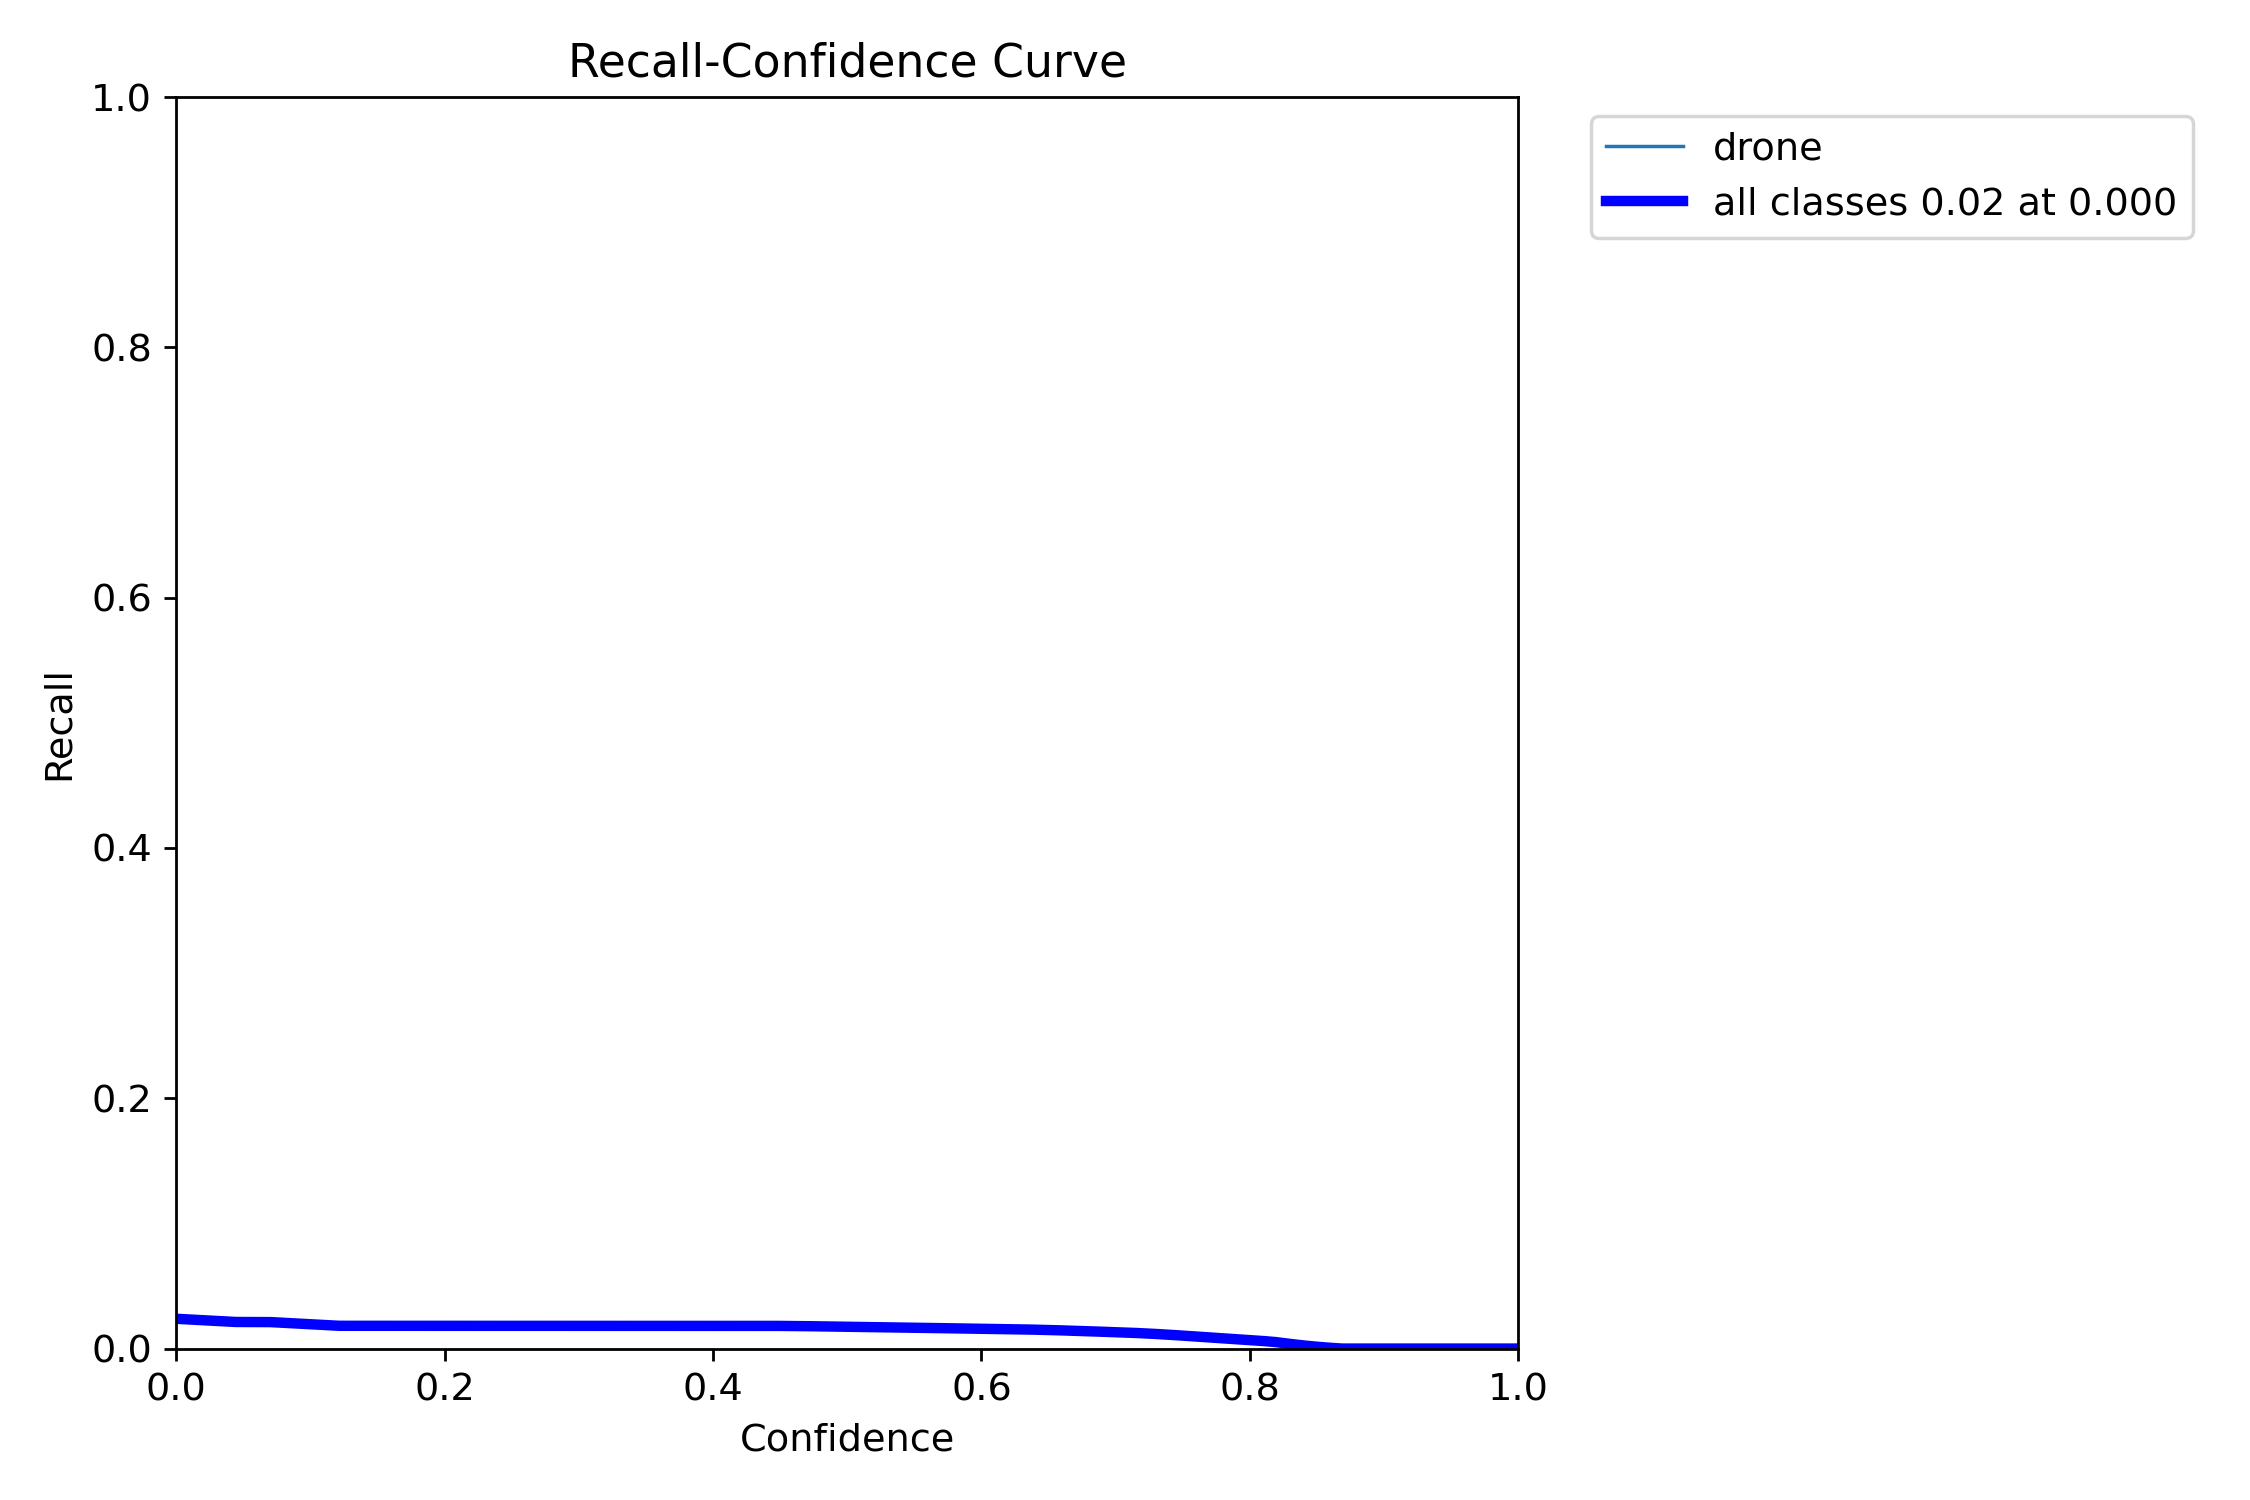 Recall-Confidence Curve
1.0
0.8
0.6
0.4
0.2
0.0
Recall
0.0 0.2 0.4 0.6 0.8 1.0
Confidence
drone
all classes 0.02 at 0.000